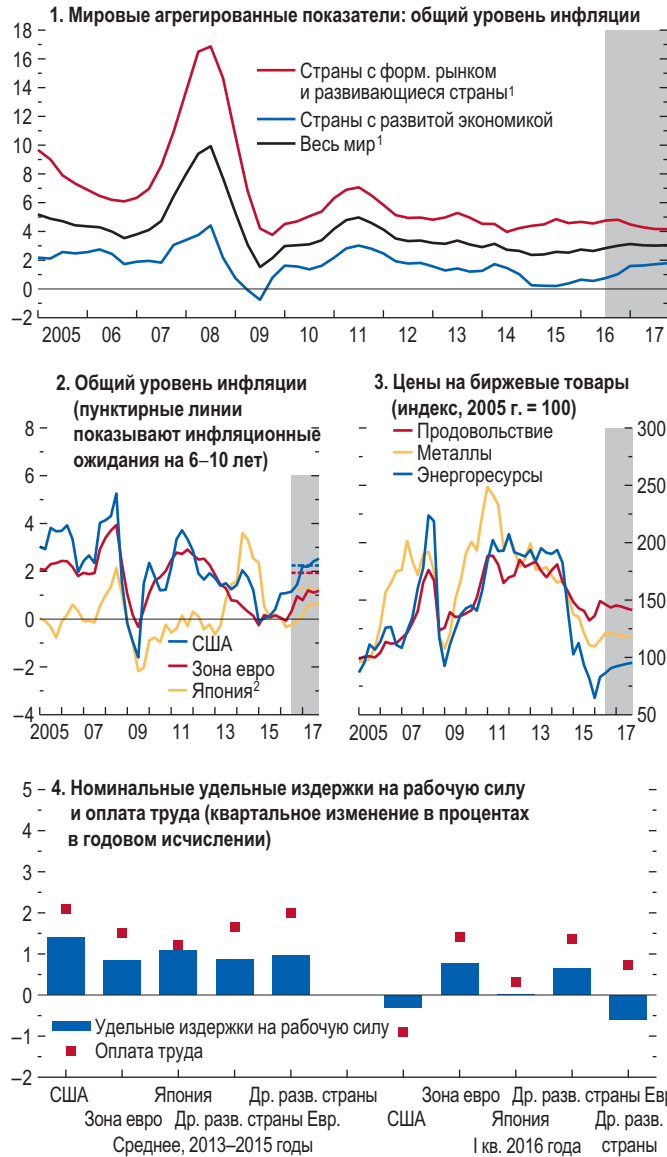 1. Мировые агрегированные показатели: общий уровень инфляции
18
16
14
12
10
8
6
4
2
0
–2
Страны с форм. рынком
и развивающиеся страны1
Страны с развитой экономикой
Весь мир1
2005 06 07 08 09 10 11 12 13 14 15 16 17
2. Общий уровень инфляции
(пунктирные линии
показывают инфляционные
ожидания на 6–10 лет)
8
6
4
2
0
–2
–4
США
Зона евро
Япония2
2005 07 09 11 13 15 17
3. Цены на биржевые товары
(индекс, 2005 г. = 100)
Продовольствие
Металлы
Энергоресурсы
300
250
200
150
100
50
2005 07 09 11 13 15 17
4. Номинальные удельные издержки на рабочую силу
и оплата труда (квартальное изменение в процентах
в годовом исчислении)
5
4
3
2
1
0
–1
–2
Удельные издержки на рабочую силу
Оплата труда
США Япония Др. разв. страны Зона евро Др. разв. страны Евр
Зона евро Др. разв. страны Евр. США Япония Др. разв.
Среднее, 2013–2015 годы I кв. 2016 года страны